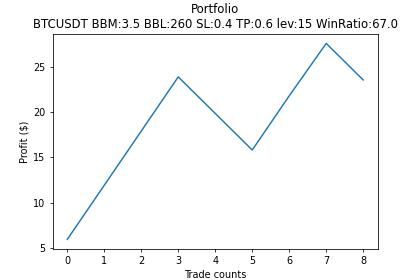 Portfolio
BTCUSDT BBM:3.5 BBL:260 SL:0.4 TP:0.6 lev:15 WinRatio:67.0
25
20
15
10
5
Profit ($)
0 1 2 3 4 5 6 7 8
Trade counts